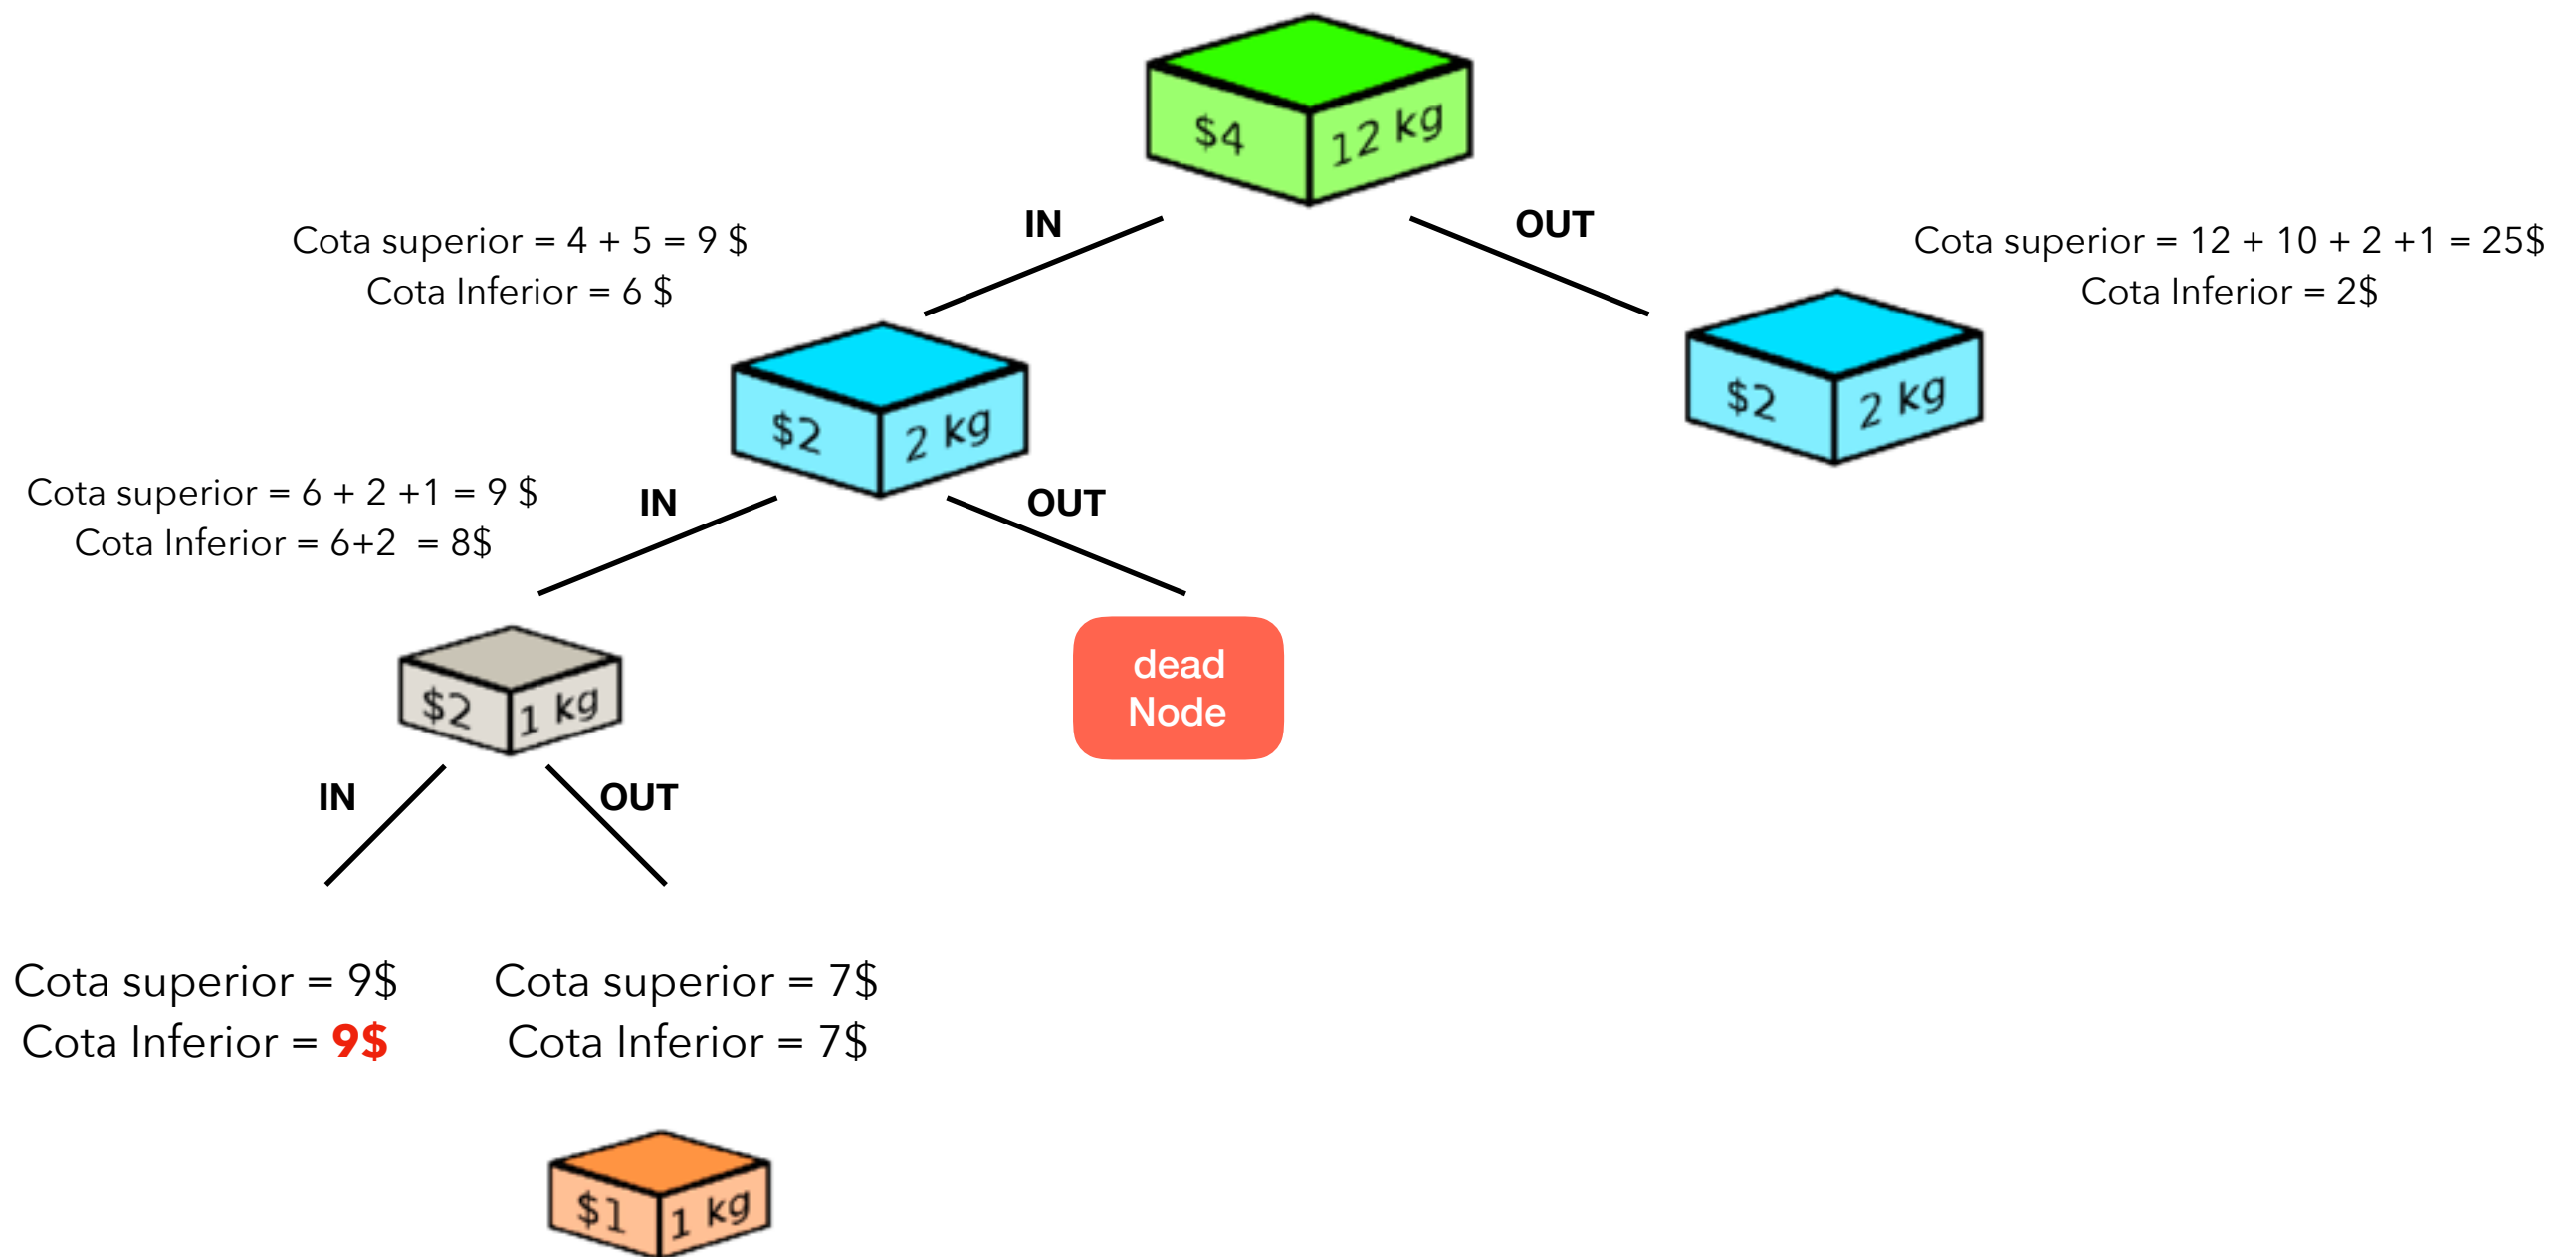 $4
12 kg
IN
OUT
Cota superior = 4 + 5 = 9 $
Cota Inferior = 6 $
Cota superior = 12 + 10 + 2 +1 = 25$
Cota Inferior = 2$
$2
2 kg
$2
2 kg
Cota superior = 6 + 2 +1 = 9 $
Cota Inferior = 6+2 = 8$
IN
OUT
$2
1 kg
dead
Node
IN
OUT
Cota superior = 9$
Cota Inferior = 9$
Cota superior = 7$
Cota Inferior = 7$
$1
1 kg